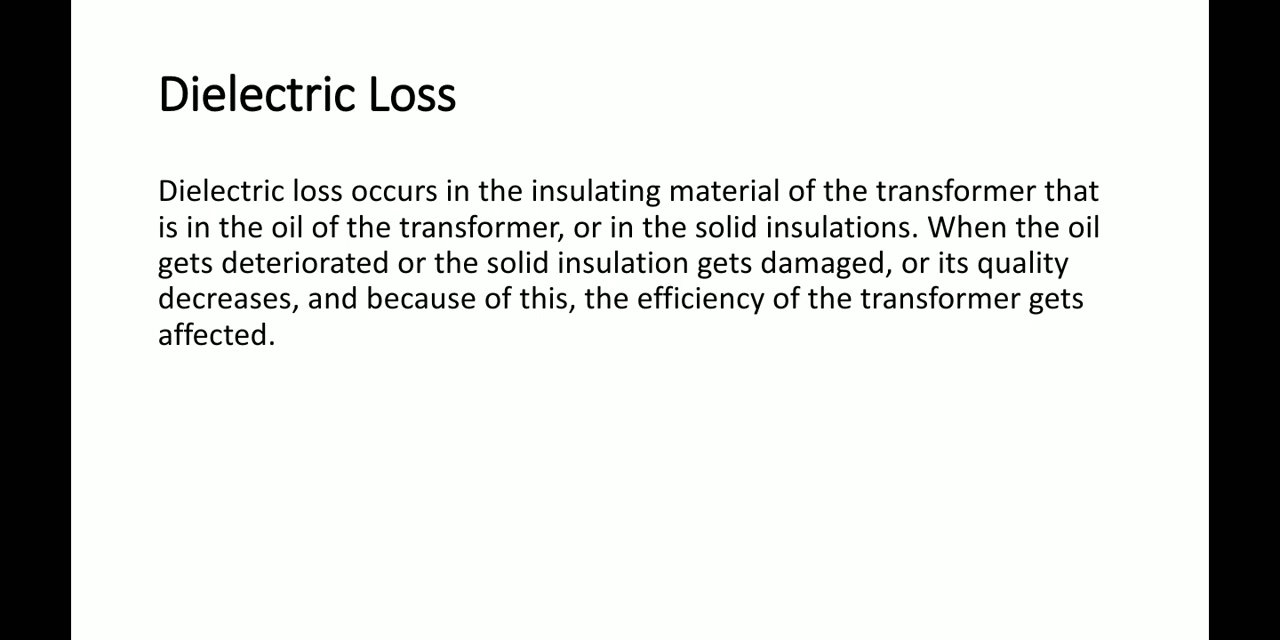 Dielectric Loss
Dielectric loss occurs in the insulating material of the transformer that
is in the oil of the transformer, or in the solid insulations. When the oil
gets deteriorated or the solid insulation gets damaged, or its quality
decreases, and because of this, the efficiency of the transformer gets
affected.